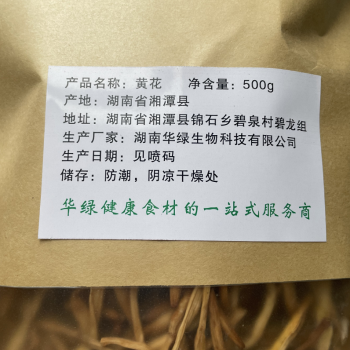 产品名称：黄花 净含量：500g
产地：湖南省湘潭县
地址：湖南省湘潭县锦石乡碧泉村碧龙组
生产厂家：湖南华绿生物科技有限公司
生产日期：见喷码
储存：防潮，阴凉干燥处
华绿健康食材的一站式服务商